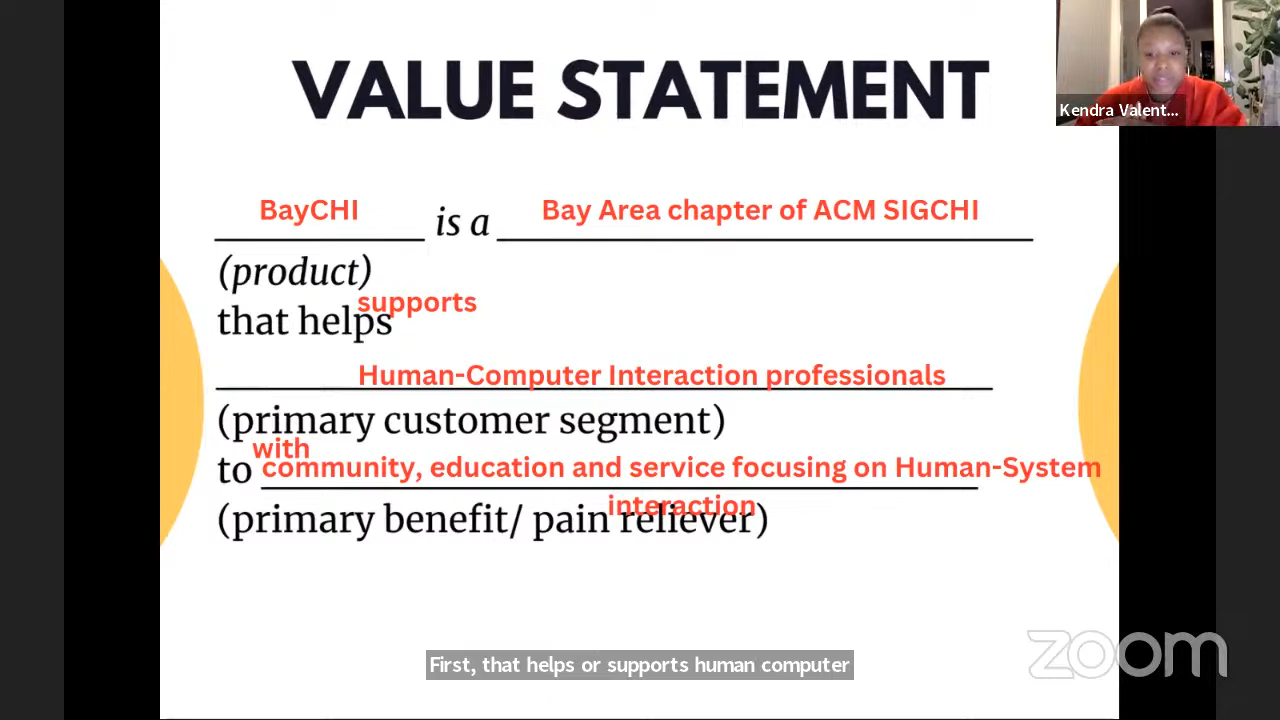 VALUE STATEMENT
Kendra Valent...
BayCHI is a Bay Area chapter of ACM SIGCHI
(product)
supports
that helps
Human-Computer Interaction professionals
(primary customer segment)
with
to community, education and service focusing on Human-System
interaction
(primary benefit/ pain reliever)
First, that helps or supports human computer
zoom